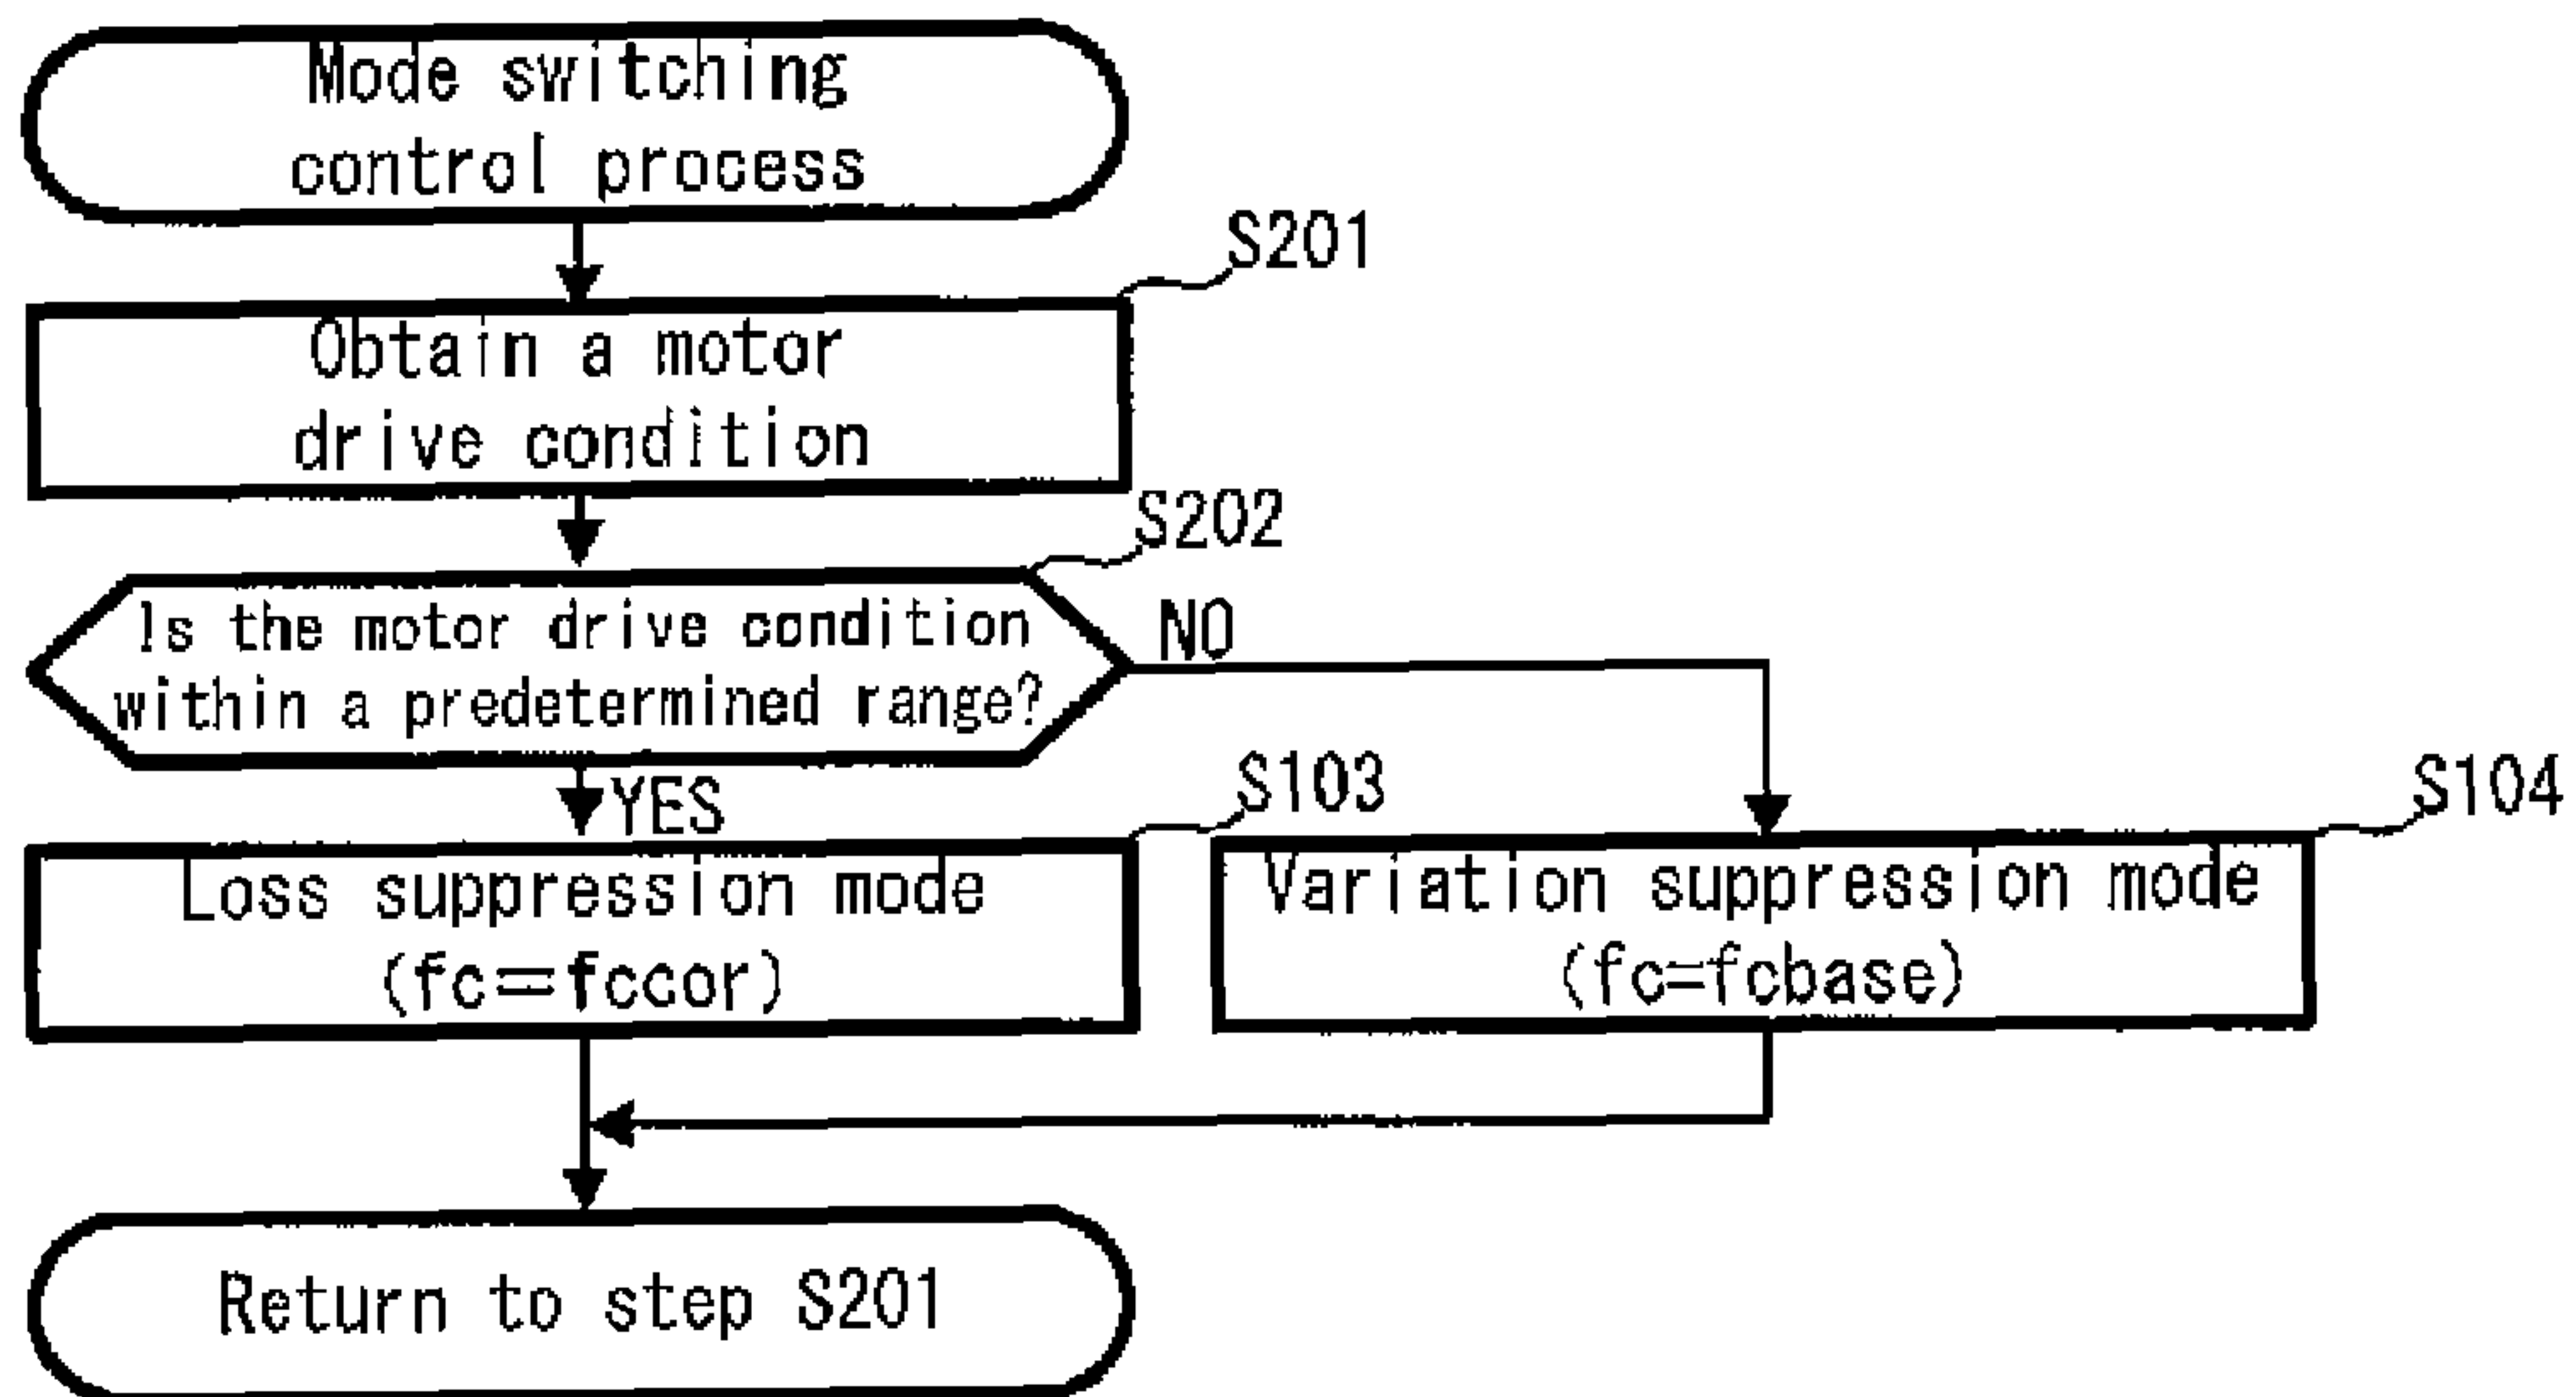 Mode switching
control process
S201
Obtain a motor
drive condition
S202
Is the motor drive condition
within a predetermined range?
NO
YES
S103
Loss suppression mode
(fc=fccor)
S104
Variation suppression mode
(fc=fcbase)
Return to step S201